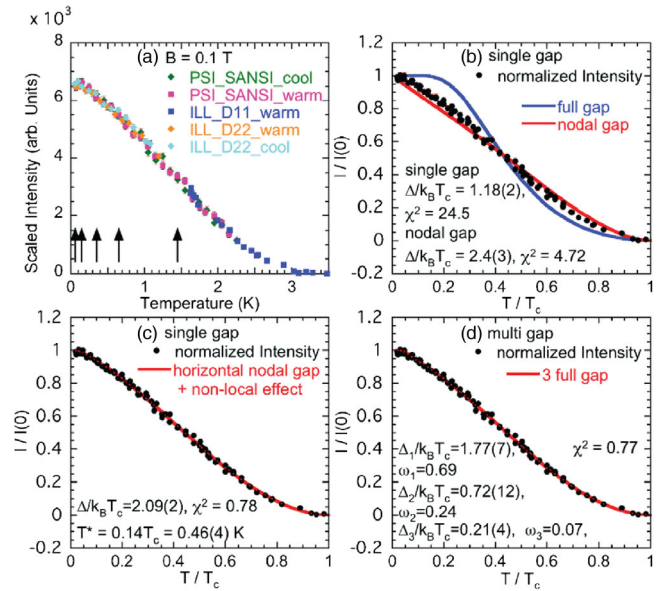 × 10³
8
6
4
2
0
Scaled Intensity (arb. Units)
(a) B = 0.1 T
PSI_SANSI_cool
PSI_SANSI_warm
ILL_D11_warm
ILL_D22_warm
ILL_D22_cool
0 1 2 3
Temperature (K)
1.2
1
0.8
0.6
0.4
0.2
0
-0.2
I / I(0)
(b) single gap
normalized Intensity
full gap
nodal gap
single gap
Δ/k_BT_c = 1.18(2),
χ² = 24.5
nodal gap
Δ/k_BT_c = 2.4(3), χ² = 4.72
0 0.2 0.4 0.6 0.8 1
T / T_c
1.2
1
0.8
0.6
0.4
0.2
0
-0.2
I / I(0)
(c) single gap
normalized Intensity
horizontal nodal gap
+ non-local effect
Δ/k_BT_c=2.09(2), χ² = 0.78
T* = 0.14T_c = 0.46(4) K
0 0.2 0.4 0.6 0.8 1
T / T_c
1.2
1
0.8
0.6
0.4
0.2
0
-0.2
I / I(0)
(d) multi gap
normalized Intensity
3 full gap
Δ₁/k_BT_c=1.77(7), χ² = 0.77
ω₁=0.69
Δ₂/k_BT_c=0.72(12),
ω₂=0.24
Δ₃/k_BT_c=0.21(4), ω₃=0.07,
0 0.2 0.4 0.6 0.8 1
T / T_c